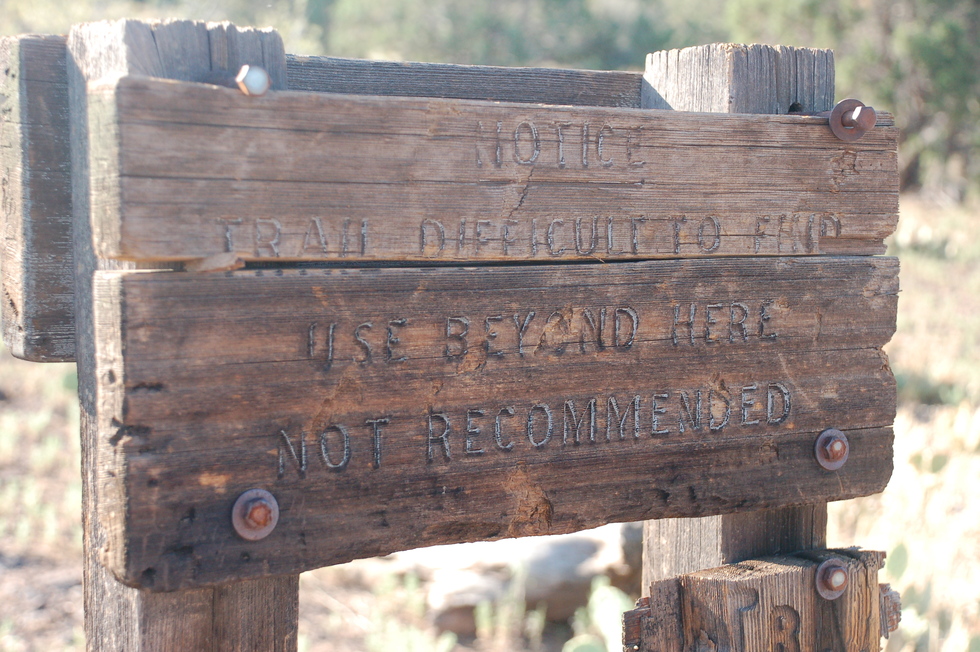 NOTICE
TRAIL DIFFICULT TO FIND
USE BEYOND HERE
NOT RECOMMENDED